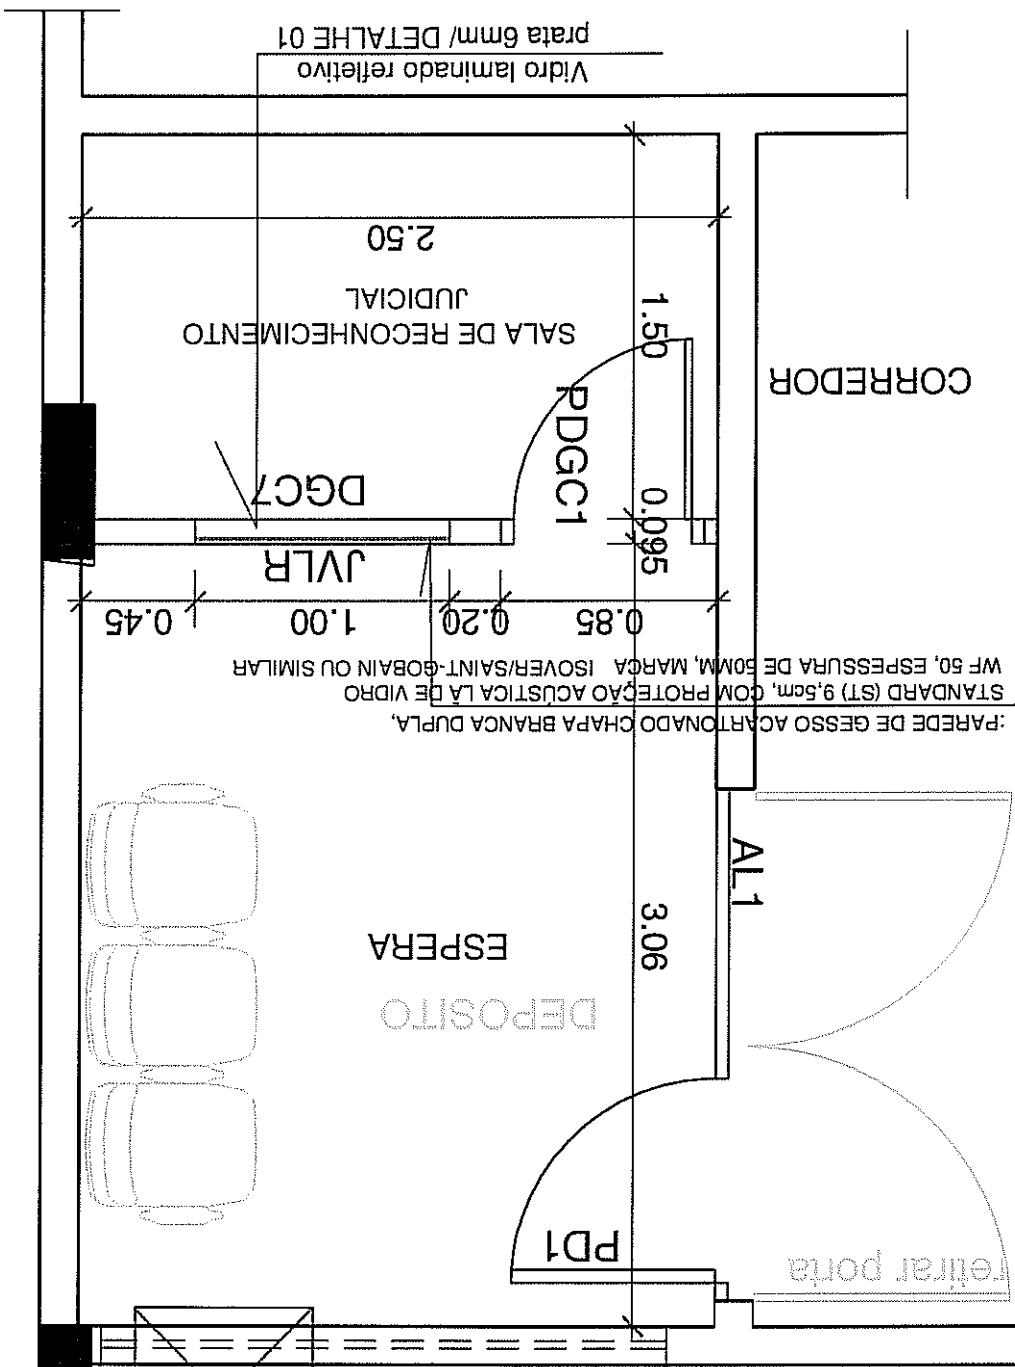 retirar porta
PD1
DEPOSITO
ESPERA
3.06
AL1
:PAREDE DE GESSO ACARTONADO CHAPA BRANCA DUPLA,
STANDARD (ST) 9,5cm, COM PROTEÇÃO ACÚSTICA LÃ DE VIDRO
WF 50, ESPESSURA DE 50MM, MARCA ISOVER/SAINT-GOBAIN OU SIMILAR
0.85
0.20
1.00
0.45
JVLR
0.095
DGC7
PDGC1
CORREDOR
1.50
SALA DE RECONHECIMENTO
JUDICIAL
2.50
Vidro laminado refletivo
prata 6mm/ DETALHE 01